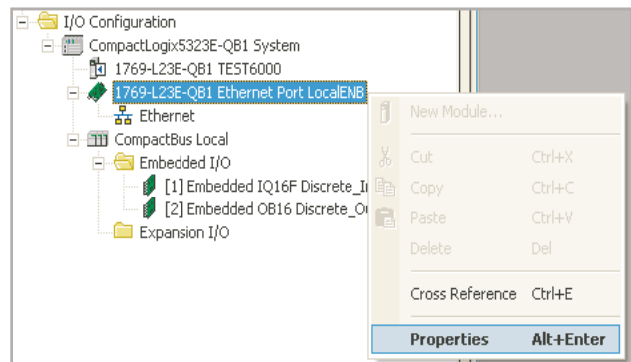 I/O Configuration
CompactLogix5323E-QB1 System
1769-L23E-QB1 TEST6000
1769-L23E-QB1 Ethernet Port LocalENB
Ethernet
CompactBus Local
Embedded I/O
[1] Embedded IQ16F Discrete_I
[2] Embedded OB16 Discrete_O
Expansion I/O
New Module...
Cut Ctrl+X
Copy Ctrl+C
Paste Ctrl+V
Delete Del
Cross Reference Ctrl+E
Properties Alt+Enter